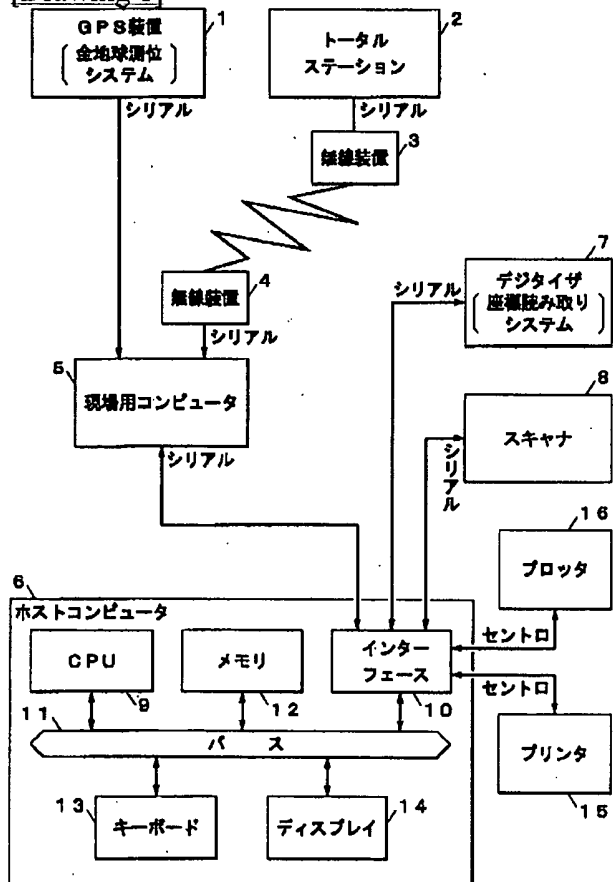 １
GPS装置
全地球測位
システム
２
トータル
ステーション
シリアル
シリアル
３
無線装置
４
無線装置
シリアル
５
現場用コンピュータ
シリアル
７
シリアル
デジタイザ
座標読み取り
システム
８
スキャナ
シリアル
１６
プロッタ
セントロ
６
ホストコンピュータ
CPU
９
メモリ
１２
インター
フェース
１０
セントロ
プリンタ
１５
１１
バ ス
１３
キーボード
１４
ディスプレイ